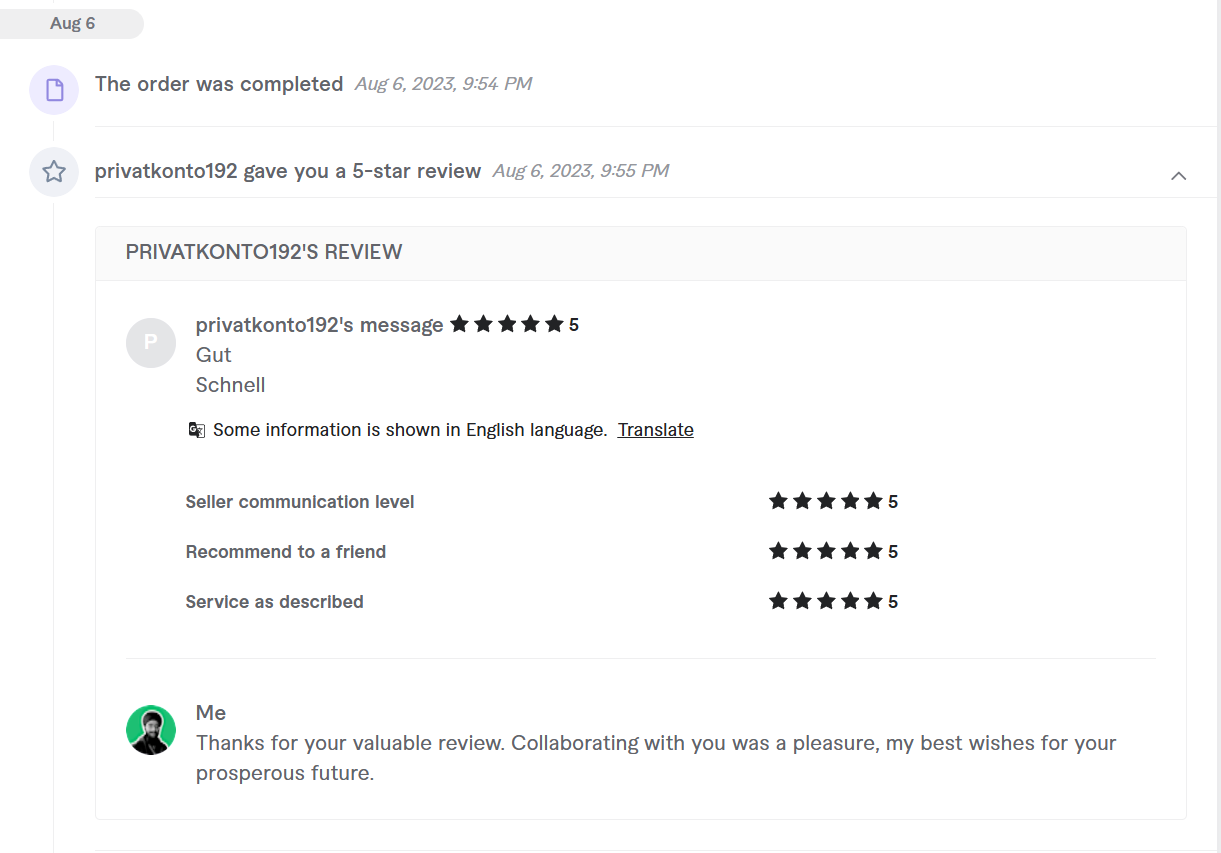 Aug 6
The order was completed Aug 6, 2023, 9:54 PM
privatkonto192 gave you a 5-star review Aug 6, 2023, 9:55 PM
PRIVATKONTO192'S REVIEW
P
privatkonto192's message 5
Gut
Schnell
Some information is shown in English language. Translate
Seller communication level 5
Recommend to a friend 5
Service as described 5
Me
Thanks for your valuable review. Collaborating with you was a pleasure, my best wishes for your
prosperous future.